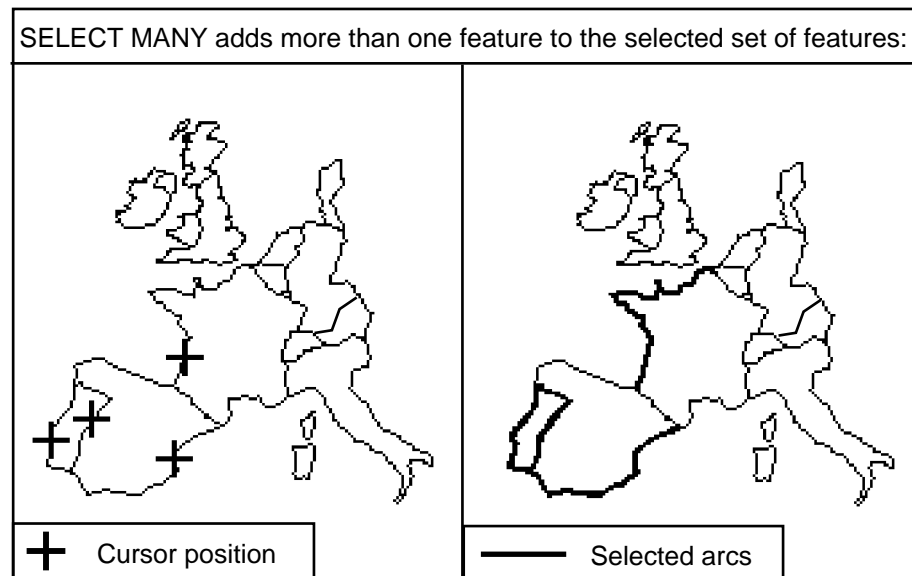 SELECT MANY adds more than one feature to the selected set of features:
Cursor position
Selected arcs